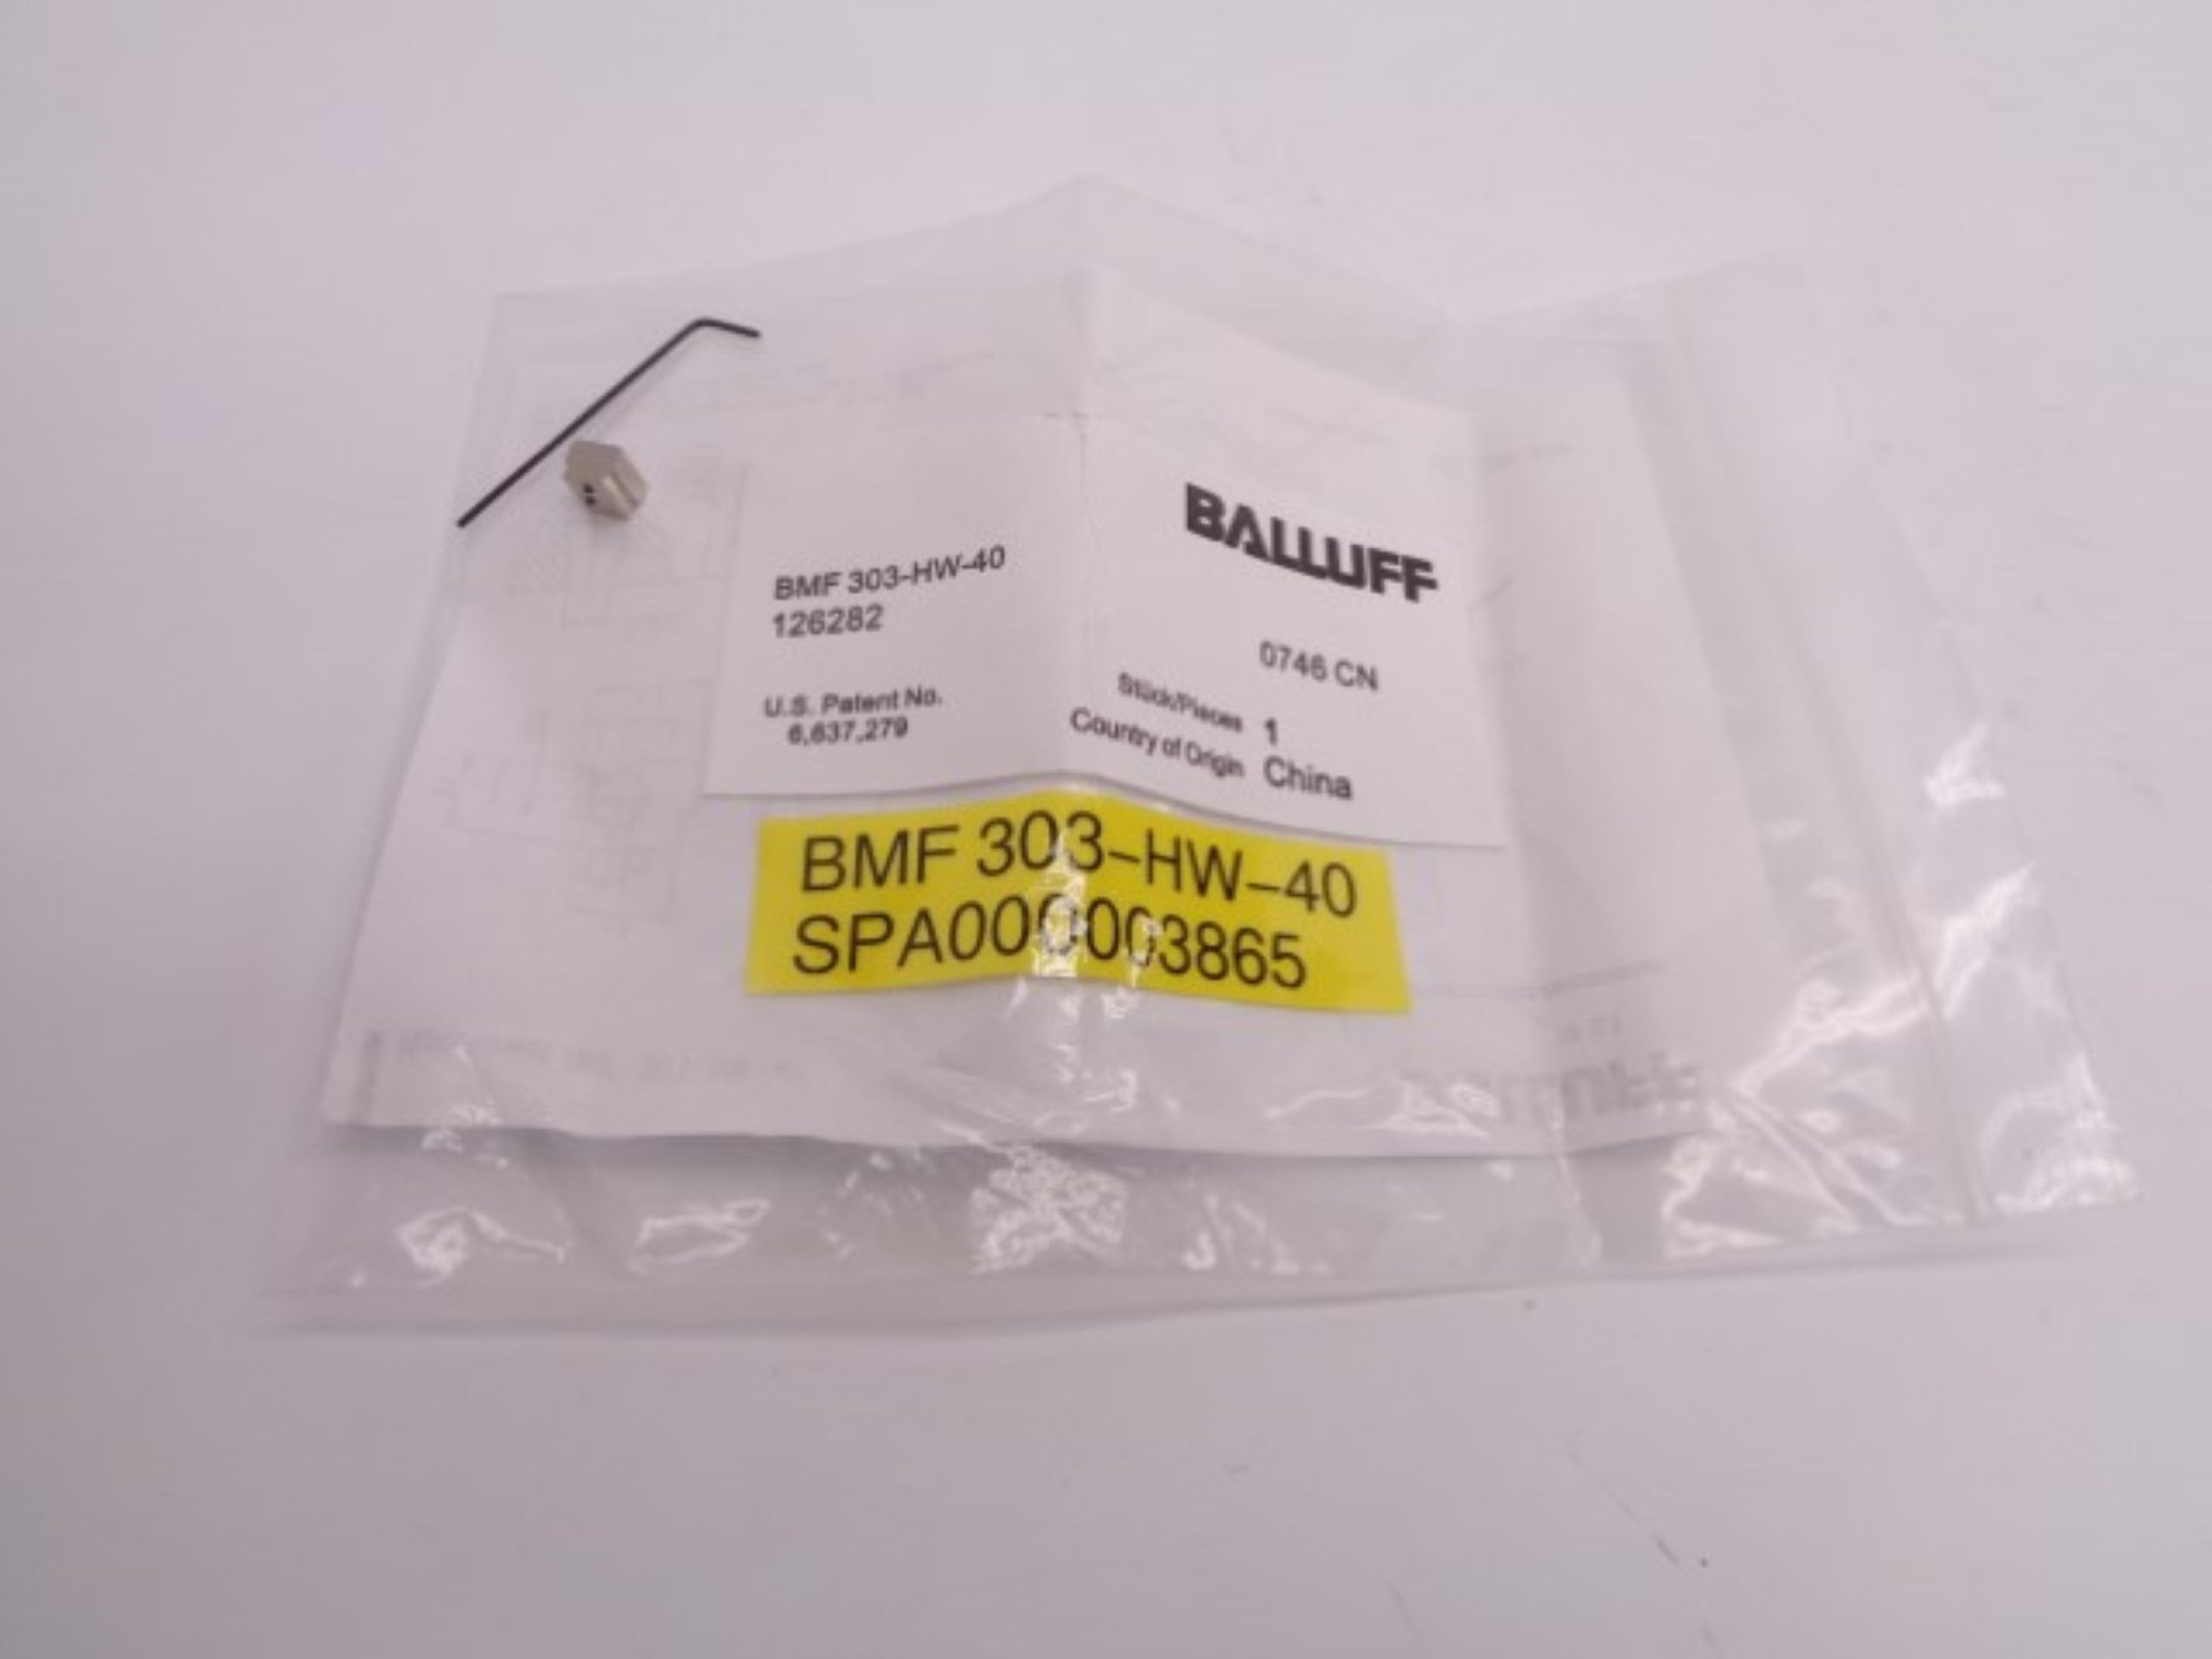 BALLUFF
BMF 303-HW-40
126282
0746 CN
U.S. Patent No.
6,637,279
Stück/Pieces 1
Country of Origin China
BMF 303-HW-40
SPA000003865